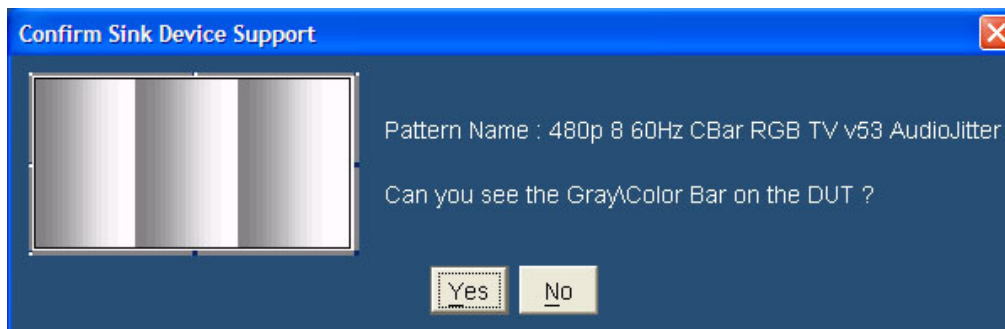 Confirm Sink Device Support
Pattern Name : 480p 8 60Hz CBar RGB TV v53 AudioJitter
Can you see the Gray\Color Bar on the DUT ?
Yes
No